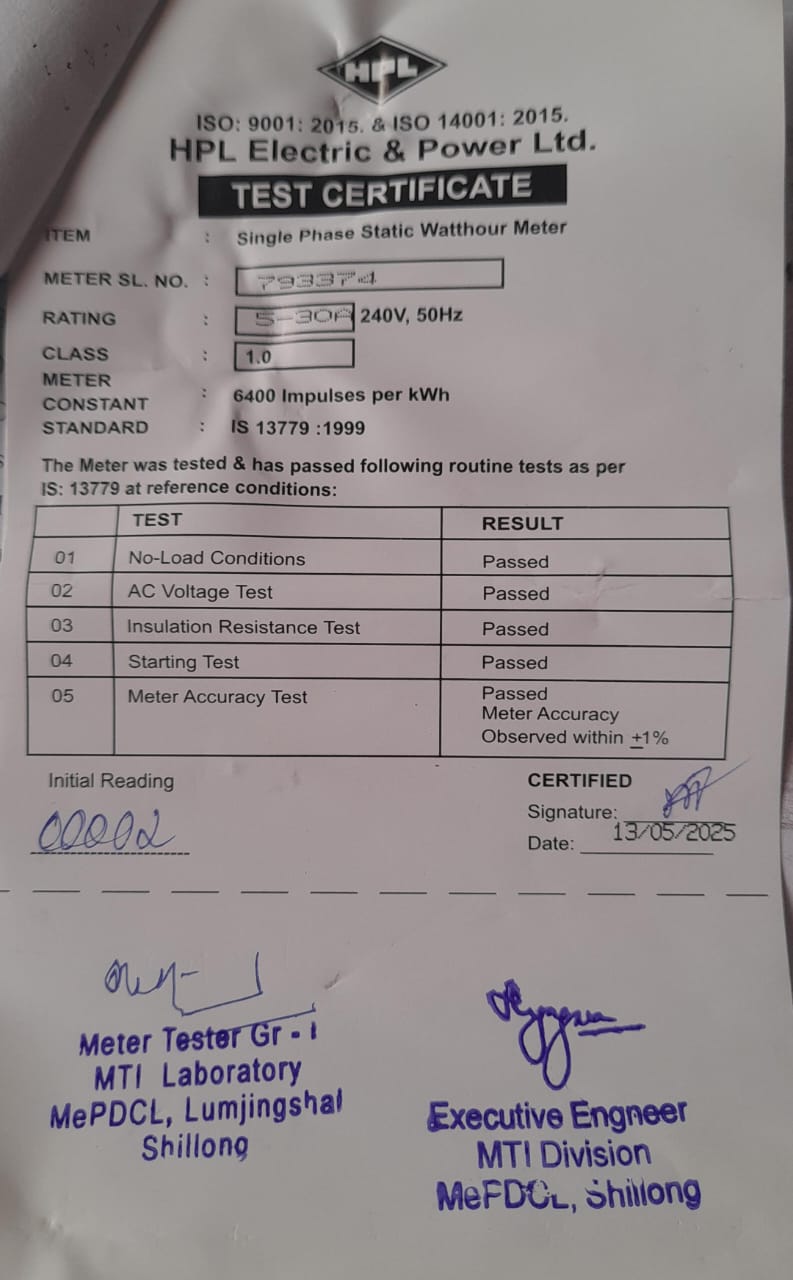 HPL
ISO: 9001: 2015. & ISO 14001: 2015.
HPL Electric & Power Ltd.
TEST CERTIFICATE
ITEM : Single Phase Static Watthour Meter
METER SL. NO. : 793374
RATING : 5-30A 240V, 50Hz
CLASS : 1.0
METER
CONSTANT : 6400 Impulses per kWh
STANDARD : IS 13779 :1999
The Meter was tested & has passed following routine tests as per
IS: 13779 at reference conditions:
TEST RESULT
01 No-Load Conditions Passed
02 AC Voltage Test Passed
03 Insulation Resistance Test Passed
04 Starting Test Passed
05 Meter Accuracy Test Passed
Meter Accuracy
Observed within ±1%
Initial Reading CERTIFIED
00002 Signature:
Date: 13/05/2025
Meter Tester Gr - I
MTI Laboratory
MePDCL, Lumjingshai
Shillong
Executive Engneer
MTI Division
MePDCL, Shillong